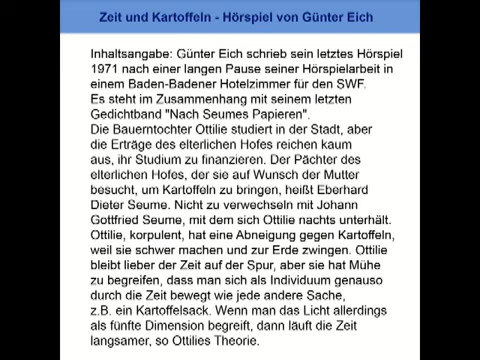 Zeit und Kartoffeln - Hörspiel von Günter Eich
Inhaltsangabe: Günter Eich schrieb sein letztes Hörspiel
1971 nach einer langen Pause seiner Hörspielarbeit in
einem Baden-Badener Hotelzimmer für den SWF.
Es steht im Zusammenhang mit seinem letzten
Gedichtband "Nach Seumes Papieren".
Die Bauerntochter Ottilie studiert in der Stadt, aber
die Erträge des elterlichen Hofes reichen kaum
aus, ihr Studium zu finanzieren. Der Pächter des
elterlichen Hofes, der sie auf Wunsch der Mutter
besucht, um Kartoffeln zu bringen, heißt Eberhard
Dieter Seume. Nicht zu verwechseln mit Johann
Gottfried Seume, mit dem sich Ottilie nachts unterhält.
Ottilie, korpulent, hat eine Abneigung gegen Kartoffeln,
weil sie schwer machen und zur Erde zwingen. Ottilie
bleibt lieber der Zeit auf der Spur, aber sie hat Mühe
zu begreifen, dass man sich als Individuum genauso
durch die Zeit bewegt wie jede andere Sache,
z.B. ein Kartoffelsack. Wenn man das Licht allerdings
als fünfte Dimension begreift, dann läuft die Zeit
langsamer, so Ottilies Theorie.